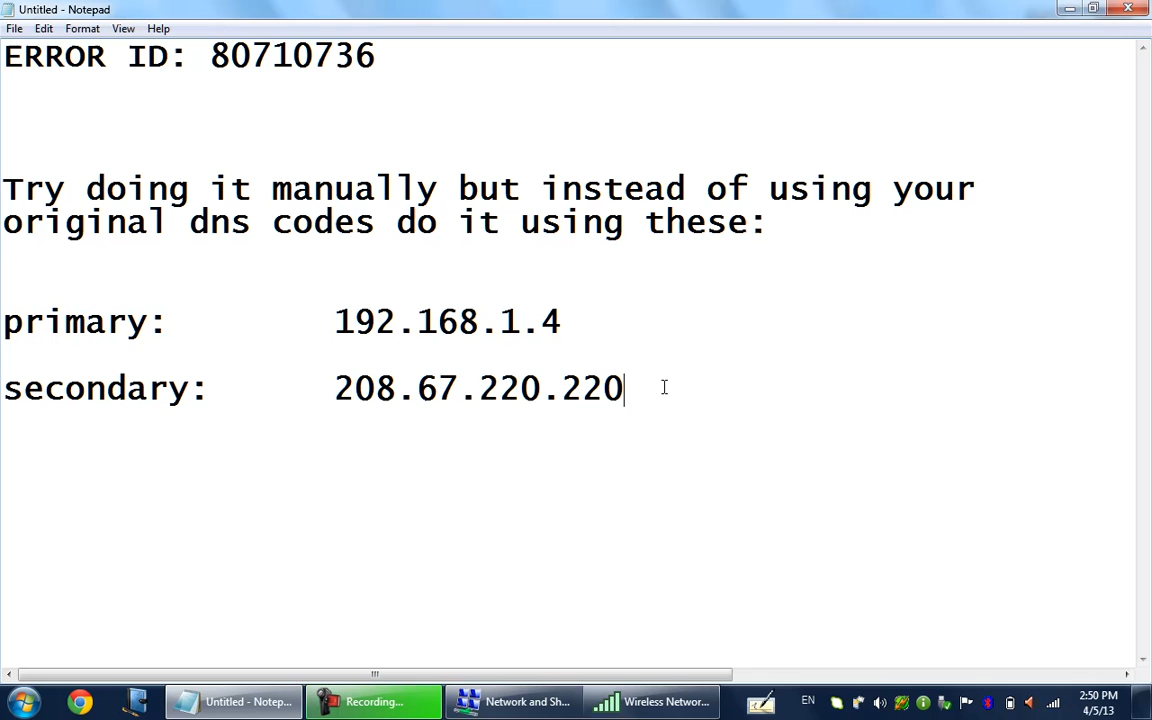 Untitled - Notepad
File Edit Format View Help
ERROR ID: 80710736
Try doing it manually but instead of using your
original dns codes do it using these:
primary: 192.168.1.4
secondary: 208.67.220.220
Untitled - Notep... Recording... Network and Sh... Wireless Networ... EN 2:50 PM
4/5/13